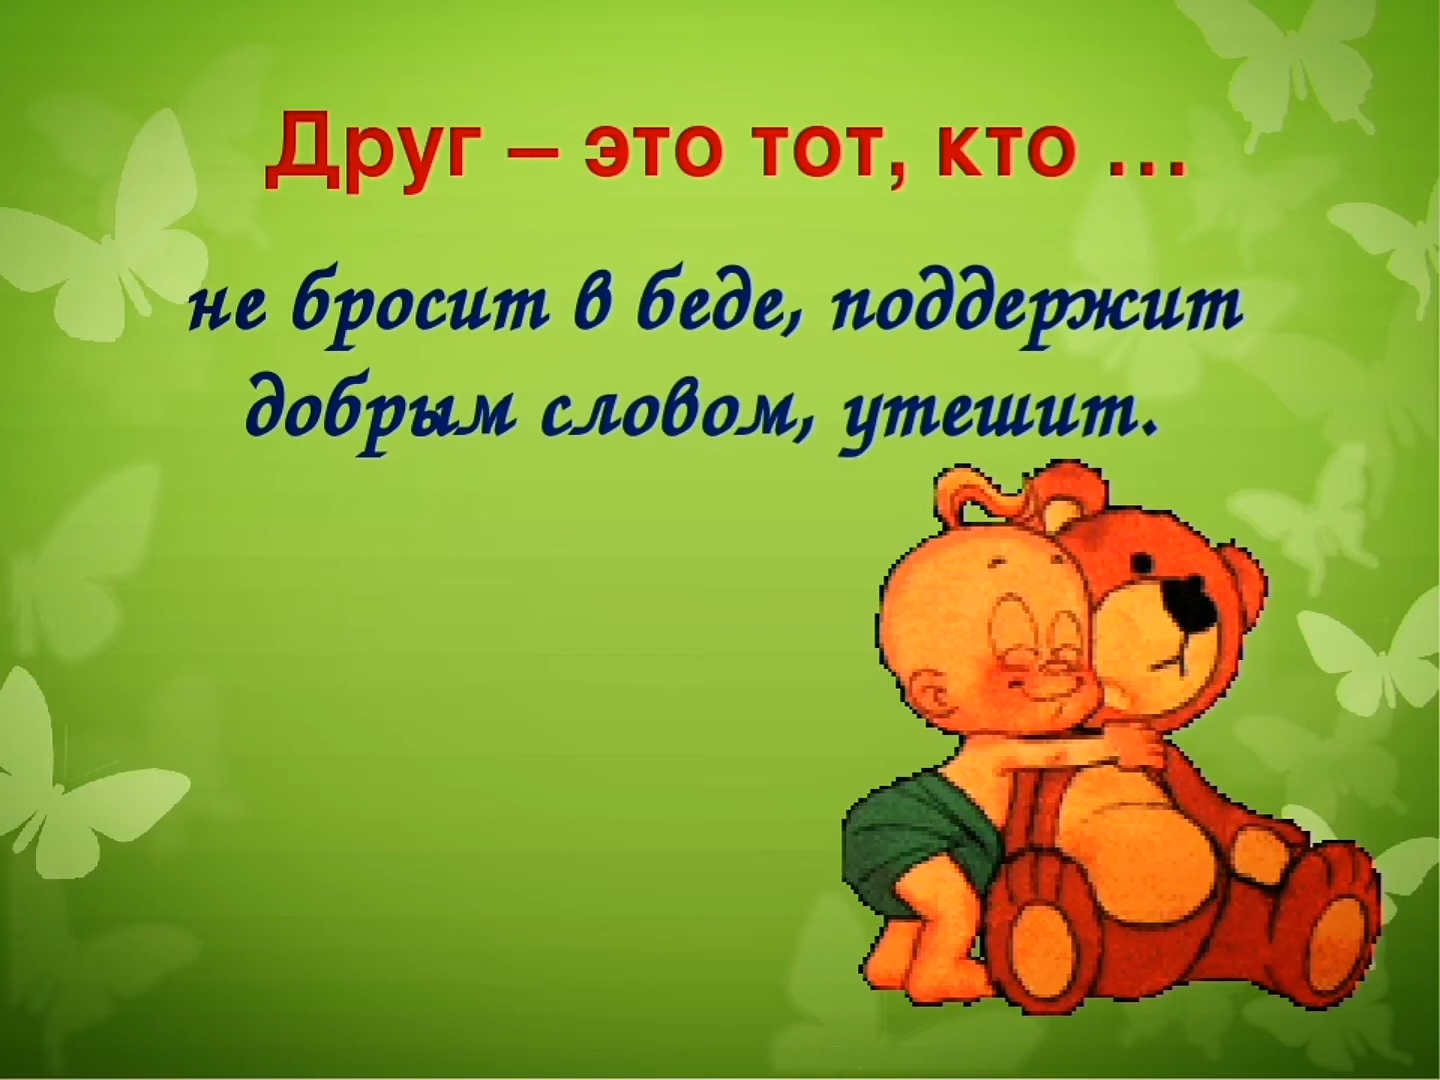 Друг – это тот, кто …
не бросит в беде, поддержит
добрым словом, утешит.